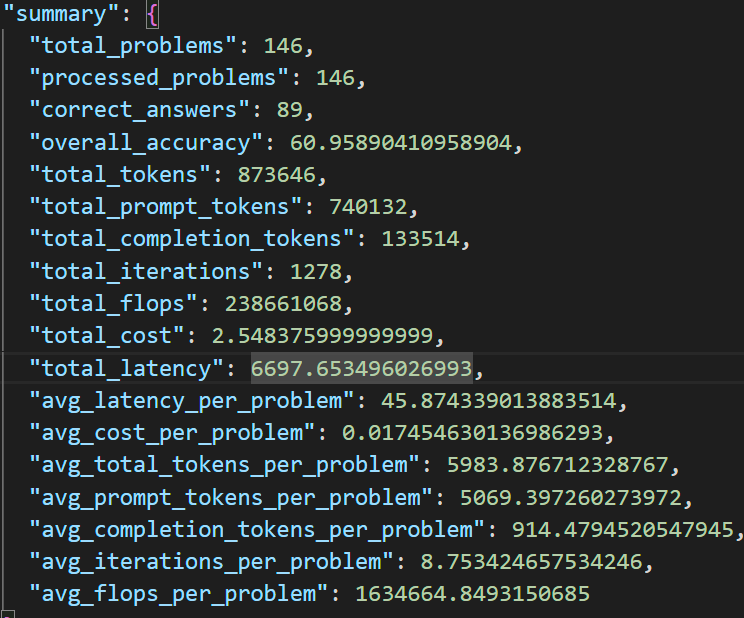 "summary": {
"total_problems": 146,
"processed_problems": 146,
"correct_answers": 89,
"overall_accuracy": 60.95890410958904,
"total_tokens": 873646,
"total_prompt_tokens": 740132,
"total_completion_tokens": 133514,
"total_iterations": 1278,
"total_flops": 238661068,
"total_cost": 2.548375999999999,
"total_latency": 6697.653496026993,
"avg_latency_per_problem": 45.874339013883514,
"avg_cost_per_problem": 0.017454630136986293,
"avg_total_tokens_per_problem": 5983.876712328767,
"avg_prompt_tokens_per_problem": 5069.397260273972,
"avg_completion_tokens_per_problem": 914.4794520547945,
"avg_iterations_per_problem": 8.753424657534246,
"avg_flops_per_problem": 1634664.8493150685